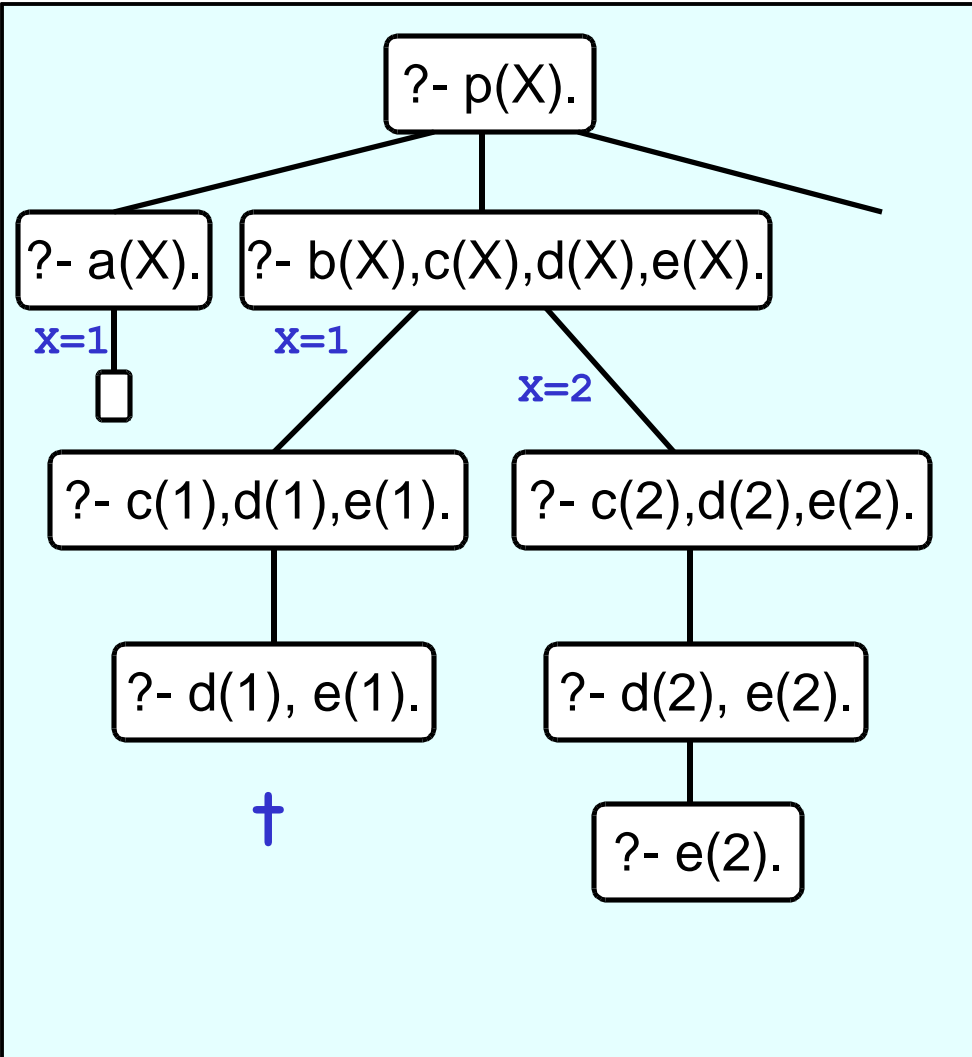 ?- p(X).
?- a(X).
?- b(X),c(X),d(X),e(X).
X=1
X=1
X=2
?- c(1),d(1),e(1).
?- c(2),d(2),e(2).
?- d(1), e(1).
?- d(2), e(2).
†
?- e(2).